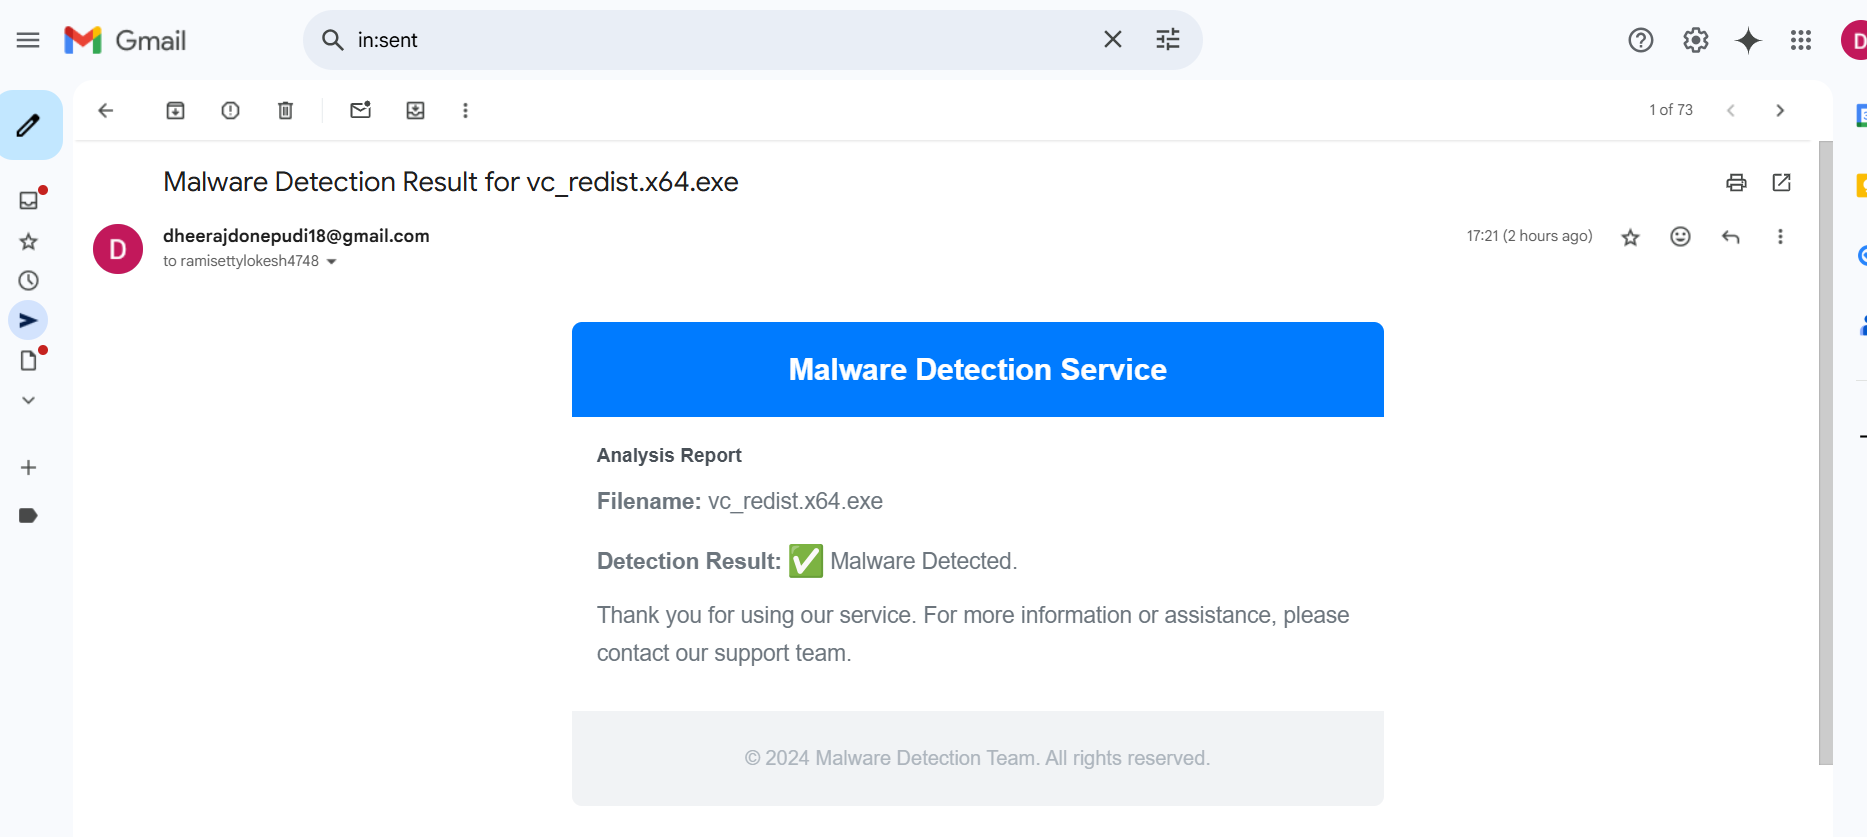 Gmail
in:sent
D
1 of 73
Malware Detection Result for vc_redist.x64.exe
D
dheerajdonepudi18@gmail.com
17:21 (2 hours ago)
to ramisettylokesh4748
Malware Detection Service
Analysis Report
Filename: vc_redist.x64.exe
Detection Result: ✅ Malware Detected.
Thank you for using our service. For more information or assistance, please
contact our support team.
© 2024 Malware Detection Team. All rights reserved.